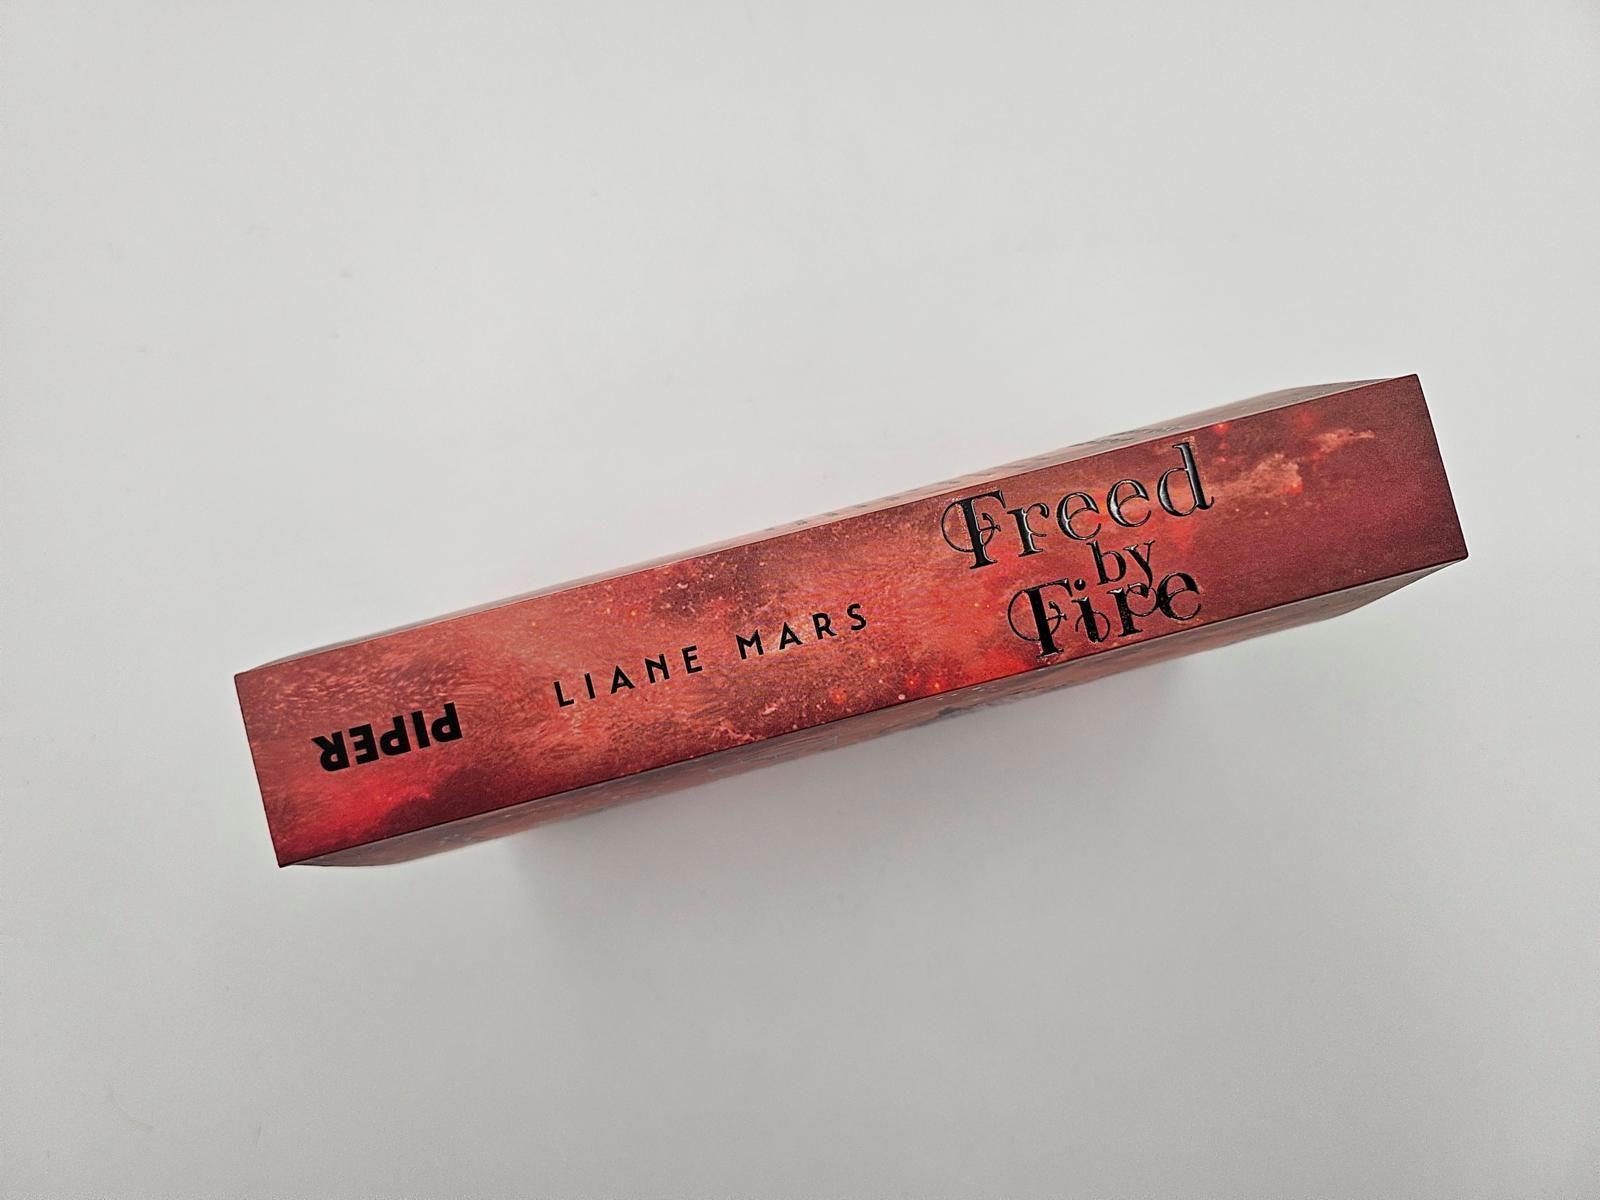 Freed
by
Fire
LIANE MARS
PIPER